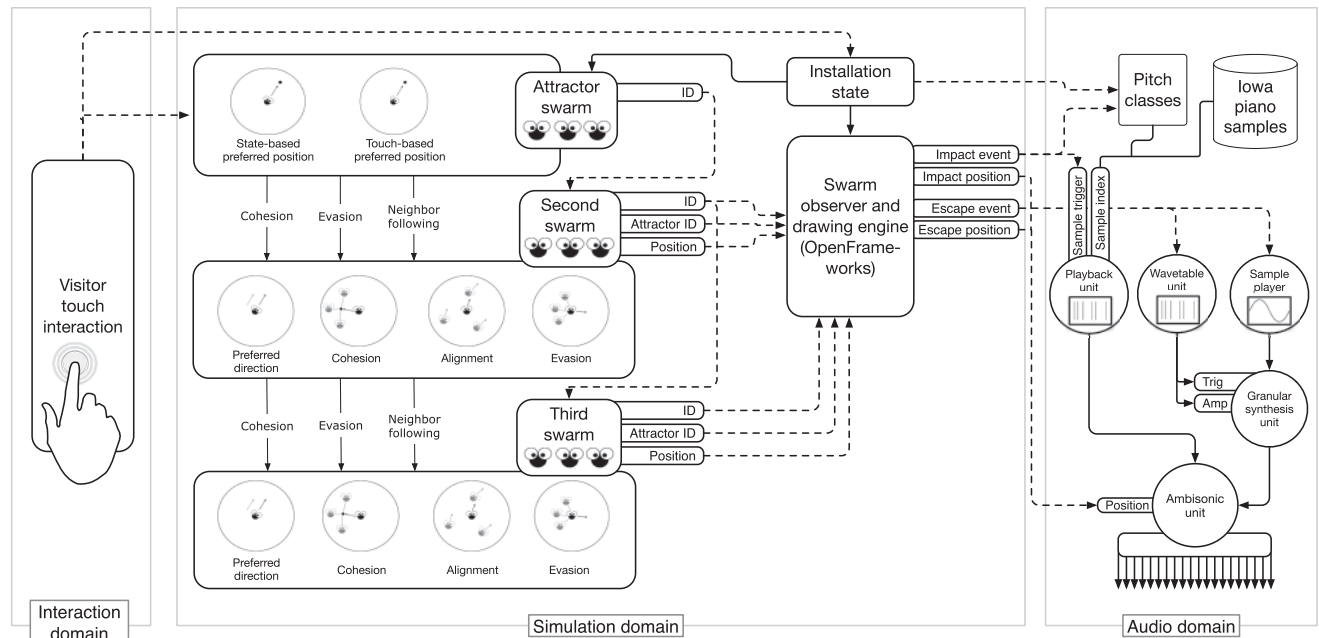 Visitor
touch
interaction
Interaction
domain
State-based
preferred position
Touch-based
preferred position
Attractor
swarm
ID
Cohesion
Evasion
Neighbor
following
Second
swarm
ID
Attractor ID
Position
Preferred
direction
Cohesion
Alignment
Evasion
Cohesion
Evasion
Neighbor
following
Third
swarm
ID
Attractor ID
Position
Preferred
direction
Cohesion
Alignment
Evasion
Installation
state
Swarm
observer and
drawing engine
(OpenFrame-
works)
Impact event
Impact position
Escape event
Escape position
Simulation domain
Pitch
classes
Iowa
piano
samples
Sample trigger
Sample index
Playback
unit
Wavetable
unit
Sample
player
Trig
Amp
Granular
synthesis
unit
Position
Ambisonic
unit
Audio domain